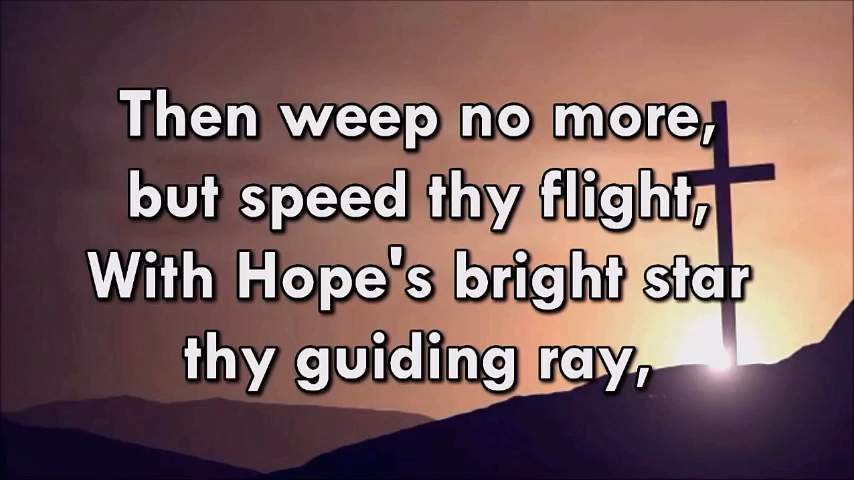 Then weep no more,
but speed thy flight,
With Hope's bright star
thy guiding ray,